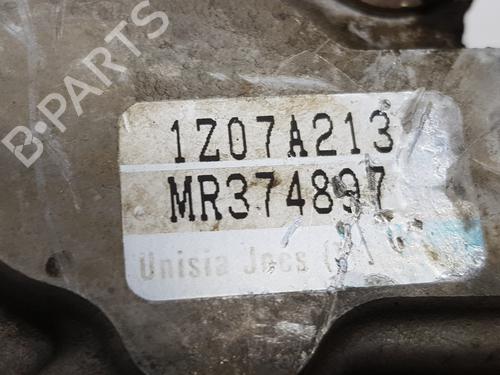 B-PARTS
1Z07A213
MR374897
Unisia Jecs